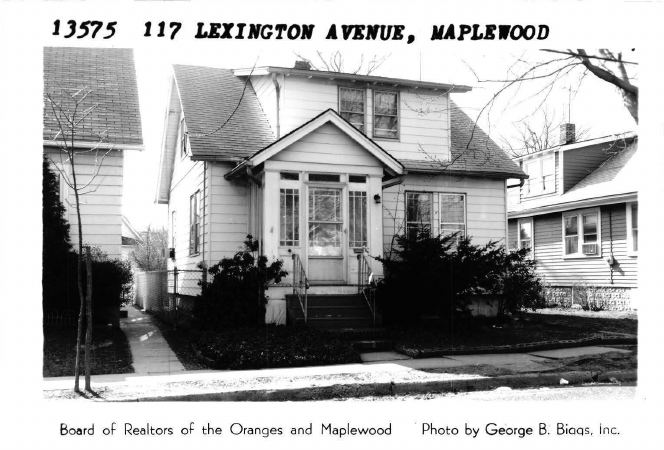 13575 117 LEXINGTON AVENUE, MAPLEWOOD
Board of Realtors of the Oranges and Maplewood Photo by George B. Biggs, Inc.